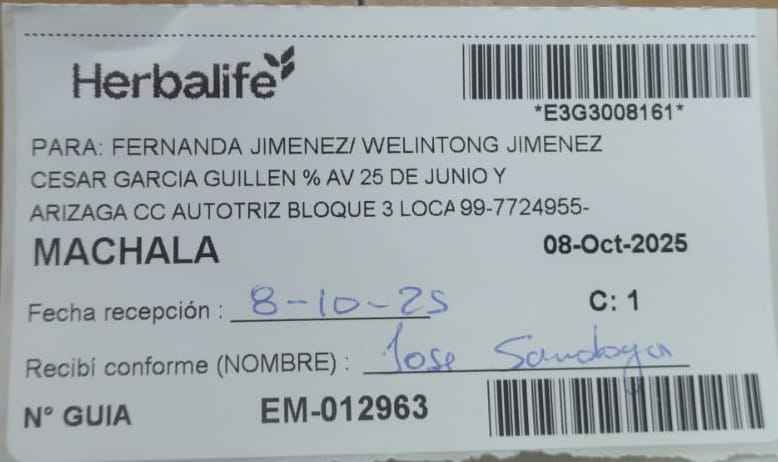 Herbalife
*E3G3008161*
PARA: FERNANDA JIMENEZ/ WELINTONG JIMENEZ
CESAR GARCIA GUILLEN % AV 25 DE JUNIO Y
ARIZAGA CC AUTOTRIZ BLOQUE 3 LOCA 99-7724955-
MACHALA 08-Oct-2025
Fecha recepción : 8-10-25 C: 1
Recibí conforme (NOMBRE) : Jose Sandoya
N° GUIA EM-012963